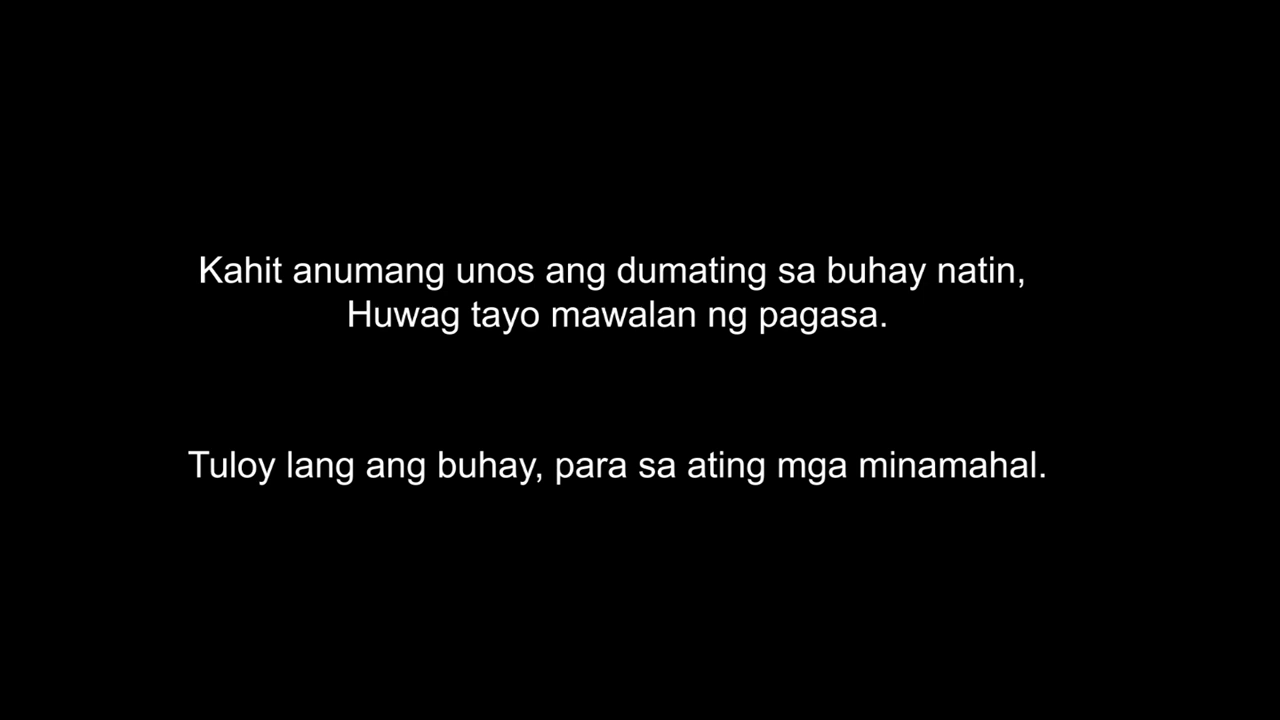 Kahit anumang unos ang dumating sa buhay natin,
Huwag tayo mawalan ng pagasa.
Tuloy lang ang buhay, para sa ating mga minamahal.